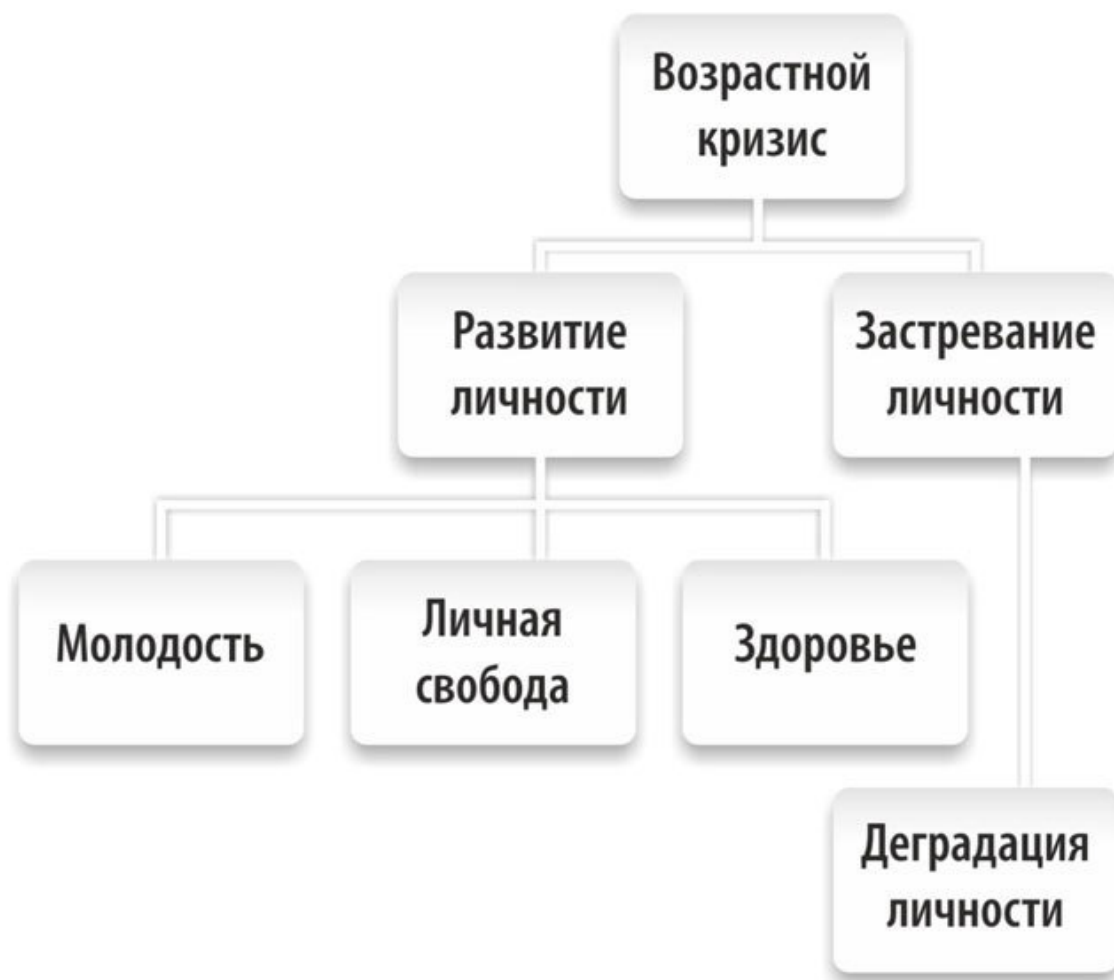 Возрастной
кризис
Развитие
личности
Застревание
личности
Молодость
Личная
свобода
Здоровье
Деградация
личности